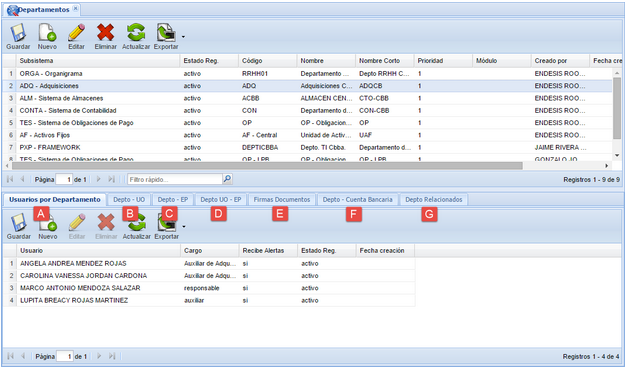 Departamentos
Guardar Nuevo Editar Eliminar Actualizar Exportar
Subsistema Estado Reg. Código Nombre Nombre Corto Prioridad Módulo Creado por Fecha crea
1 ORGA - Organigrama activo RRHH01 Departamento ... Depto RRHH C... 1 ENDESIS ROO...
2 ADQ - Adquisiciones activo ADQ Adquisiciones C... ADQCB 1 ENDESIS ROO...
3 ALM - Sistema de Almacenes activo ACBB ALMACEN CEN... CTO-CBB 1 ENDESIS ROO...
4 CONTA - Sistema de Contabilidad activo CON Departamento d... CON-CBB 1 ENDESIS ROO...
5 TES - Sistema de Obligaciones de Pago activo OP OP - Obligacion... OP 1 ENDESIS ROO...
6 AF - Activos Fijos activo AF - Central Unidad de Activ... UAF 1 ENDESIS ROO...
7 PXP - FRAMEWORK activo DEPTICBBA Depto. TI Cbba. Departamento d... 1 JAIME RIVERA ...
8 TES - Sistema de Obligaciones de Pago activo OP - LPB OP - Obligacion... OP - LPB 1 GONZALO JO...
Página 1 de 1 Filtro rápido... Registros 1 - 9 de 9
Usuarios por Departamento Depto - UO Depto - EP Depto UO - EP Firmas Documentos Depto - Cuenta Bancaria Depto Relacionados
A B C D E F G
Guardar Nuevo Editar Eliminar Actualizar Exportar
Usuario Cargo Recibe Alertas Estado Reg. Fecha creación
1 ANGELA ANDREA MENDEZ ROJAS Auxiliar de Adqu... si activo
2 CAROLINA VANESSA JORDAN CARDONA Auxiliar de Adqu... si activo
3 MARCO ANTONIO MENDOZA SALAZAR responsable si activo
4 LUPITA BREACY ROJAS MARTINEZ auxiliar si activo
Página 1 de 1 Registros 1 - 4 de 4